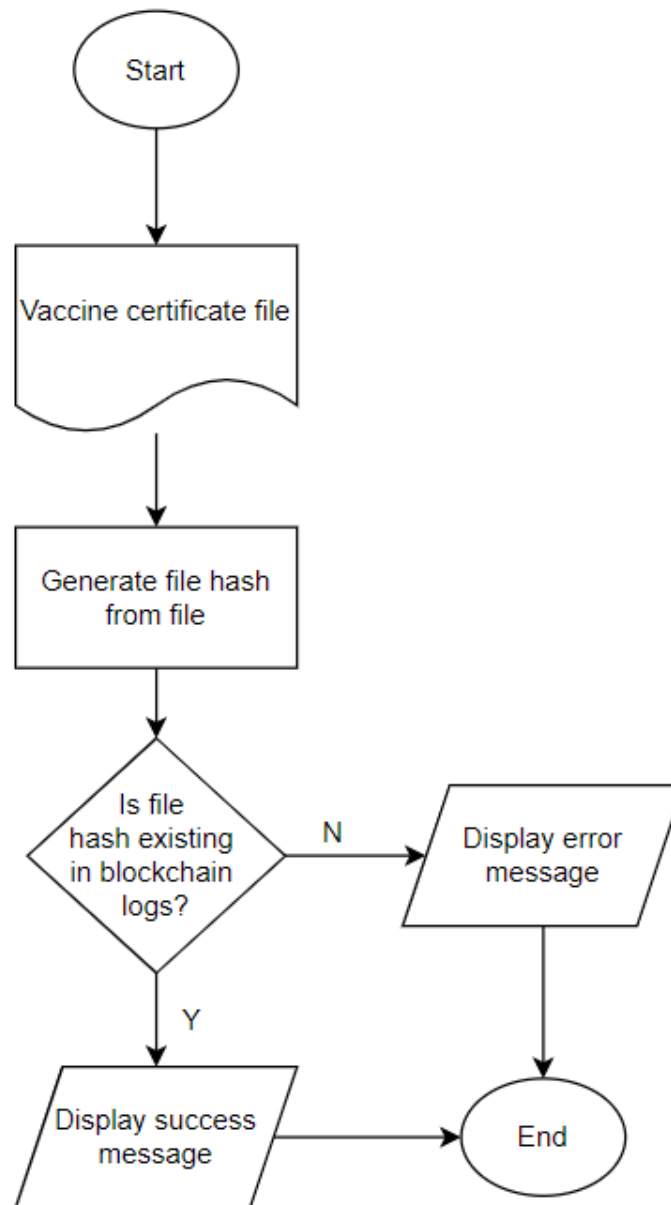 Start
Vaccine certificate file
Generate file hash
from file
Is file
hash existing
in blockchain
logs?
N
Display error
message
Y
Display success
message
End